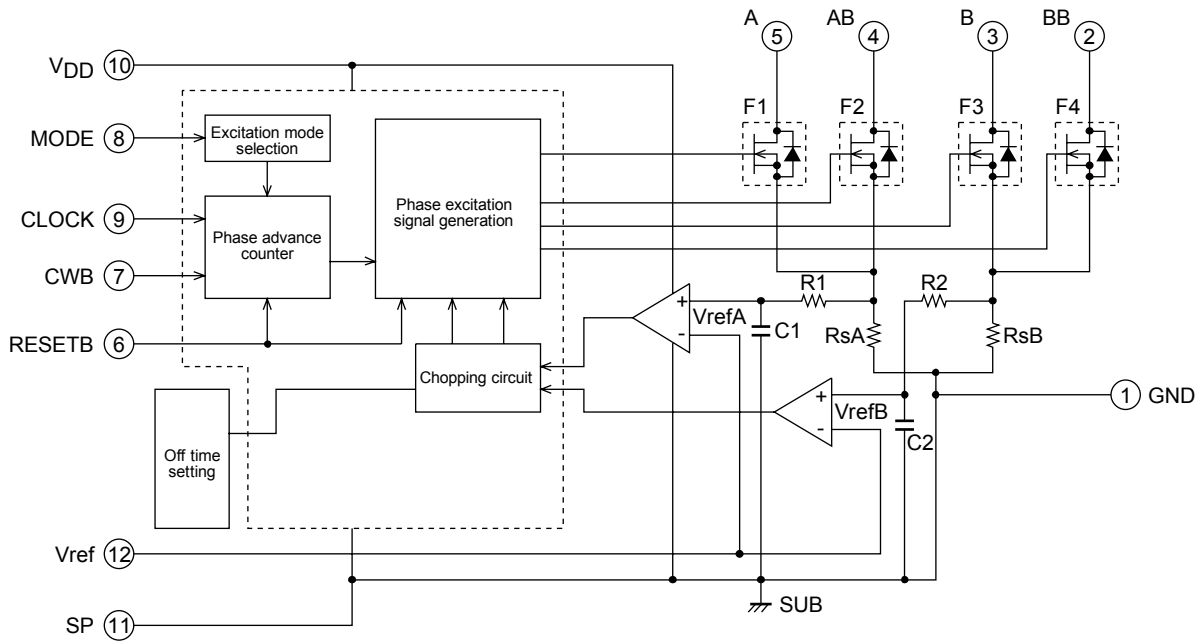 A
5
AB
4
B
3
BB
2
VDD 10
F1
F2
F3
F4
MODE 8
Excitation mode
selection
CLOCK 9
Phase advance
counter
Phase excitation
signal generation
CWB 7
RESETB 6
R1
R2
+
VrefA
-
C1
RsA
RsB
Chopping circuit
+
VrefB
-
C2
1 GND
Off time
setting
Vref 12
SUB
SP 11